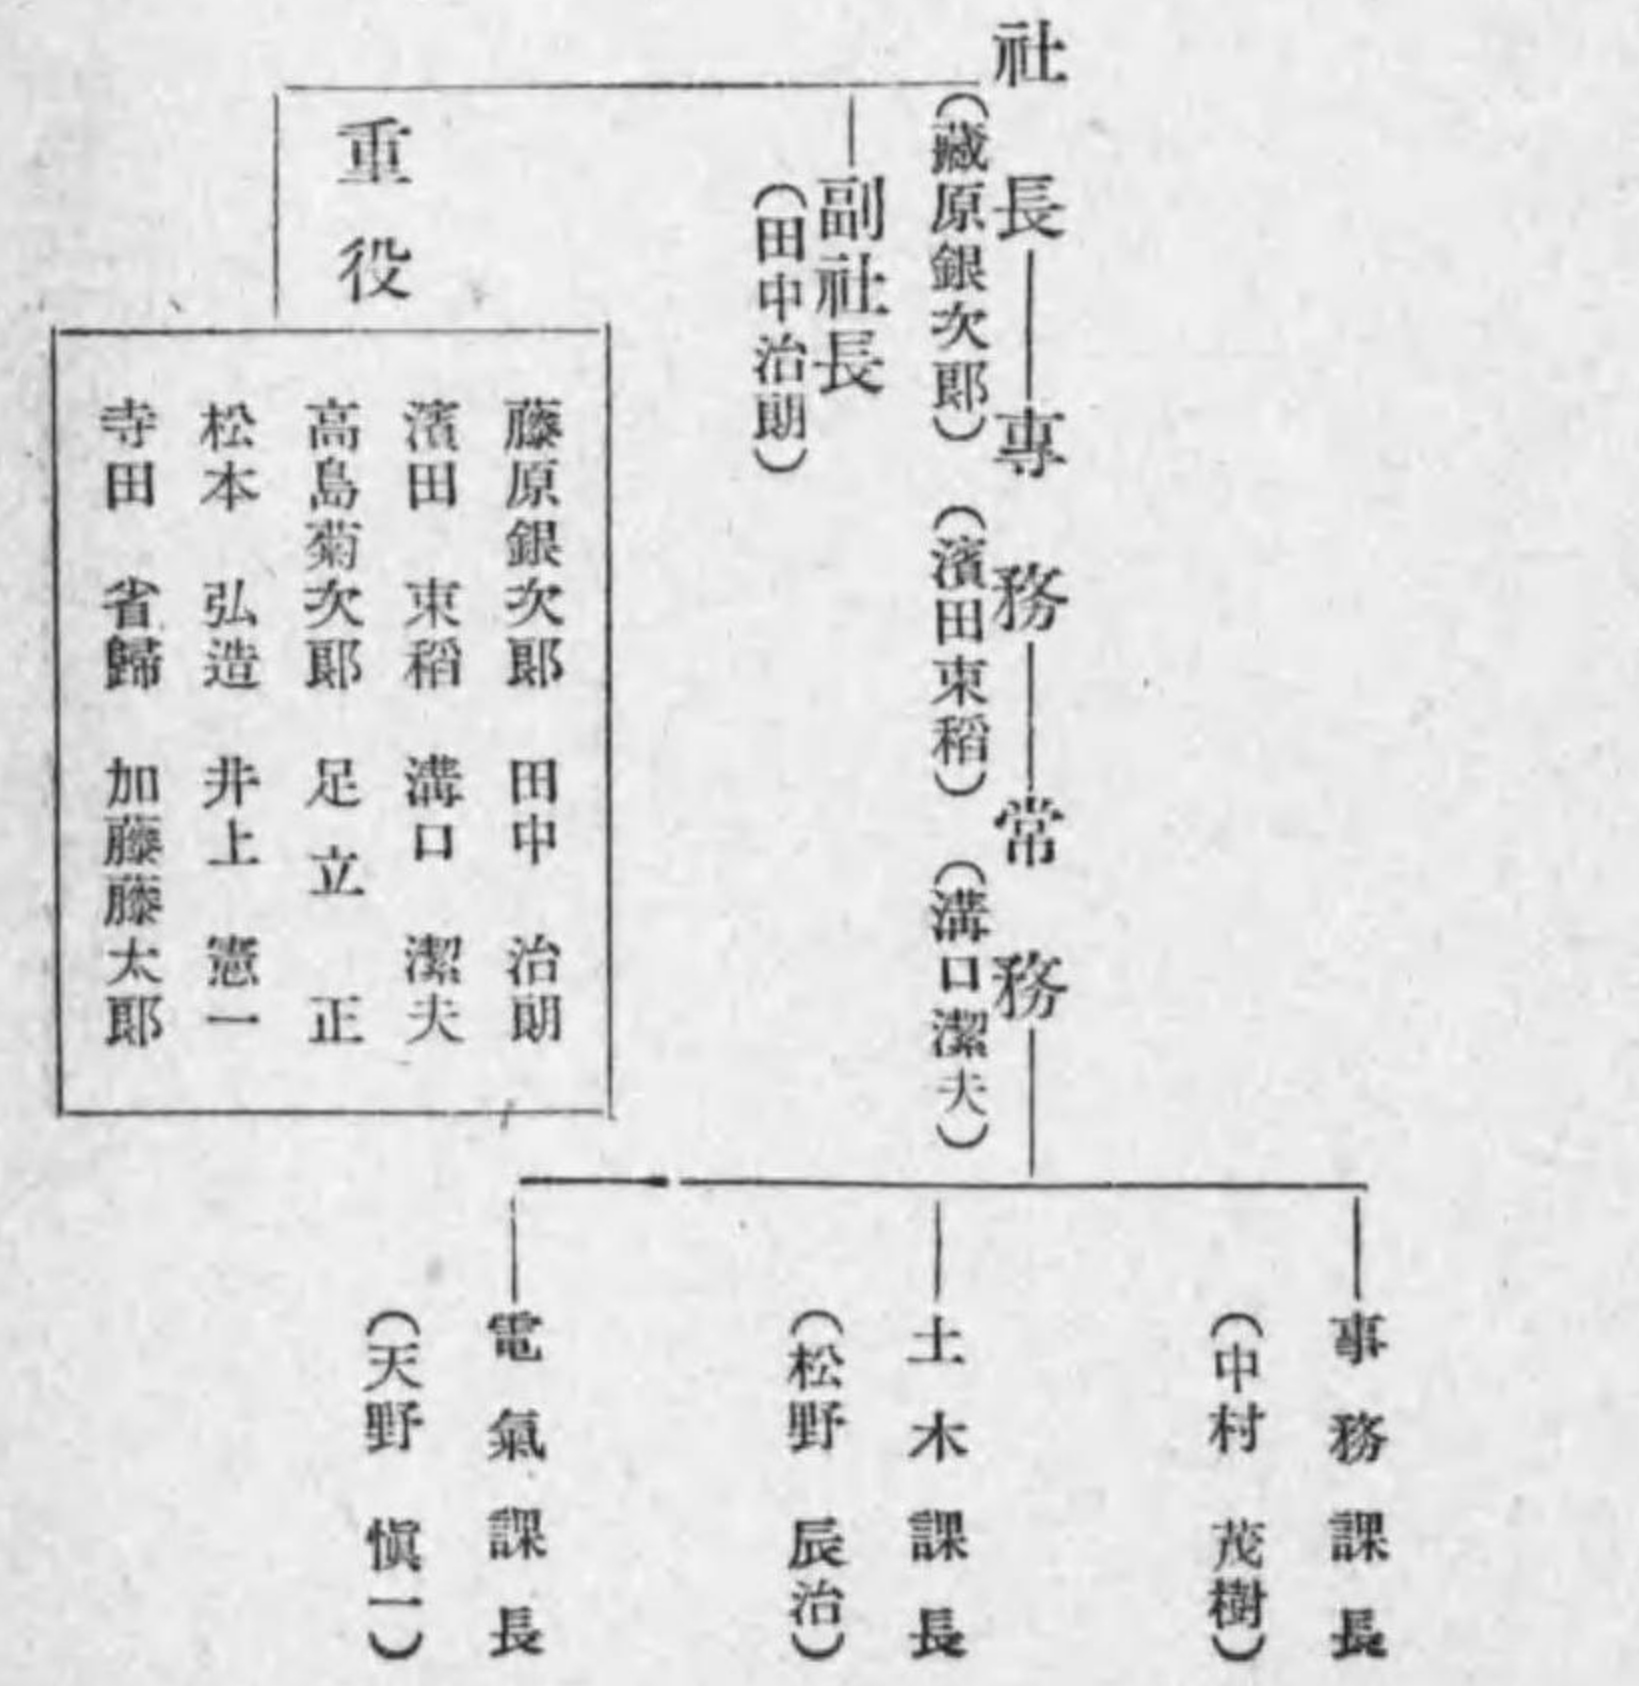 社長
(藏原銀次郎)
專務
(濱田東稻)
常務
(溝口潔夫)
副社長
(田中治朗)
事務課長
(中村 茂樹)
土木課長
(松野 辰治)
電氣課長
(天野 愼一)
重役
藤原銀次郎 田中 治朗
濱田 東稻 溝口 潔夫
高島菊次郎 足立 正
松本 弘造 井上 憲一
寺田 省歸 加藤藤太郎